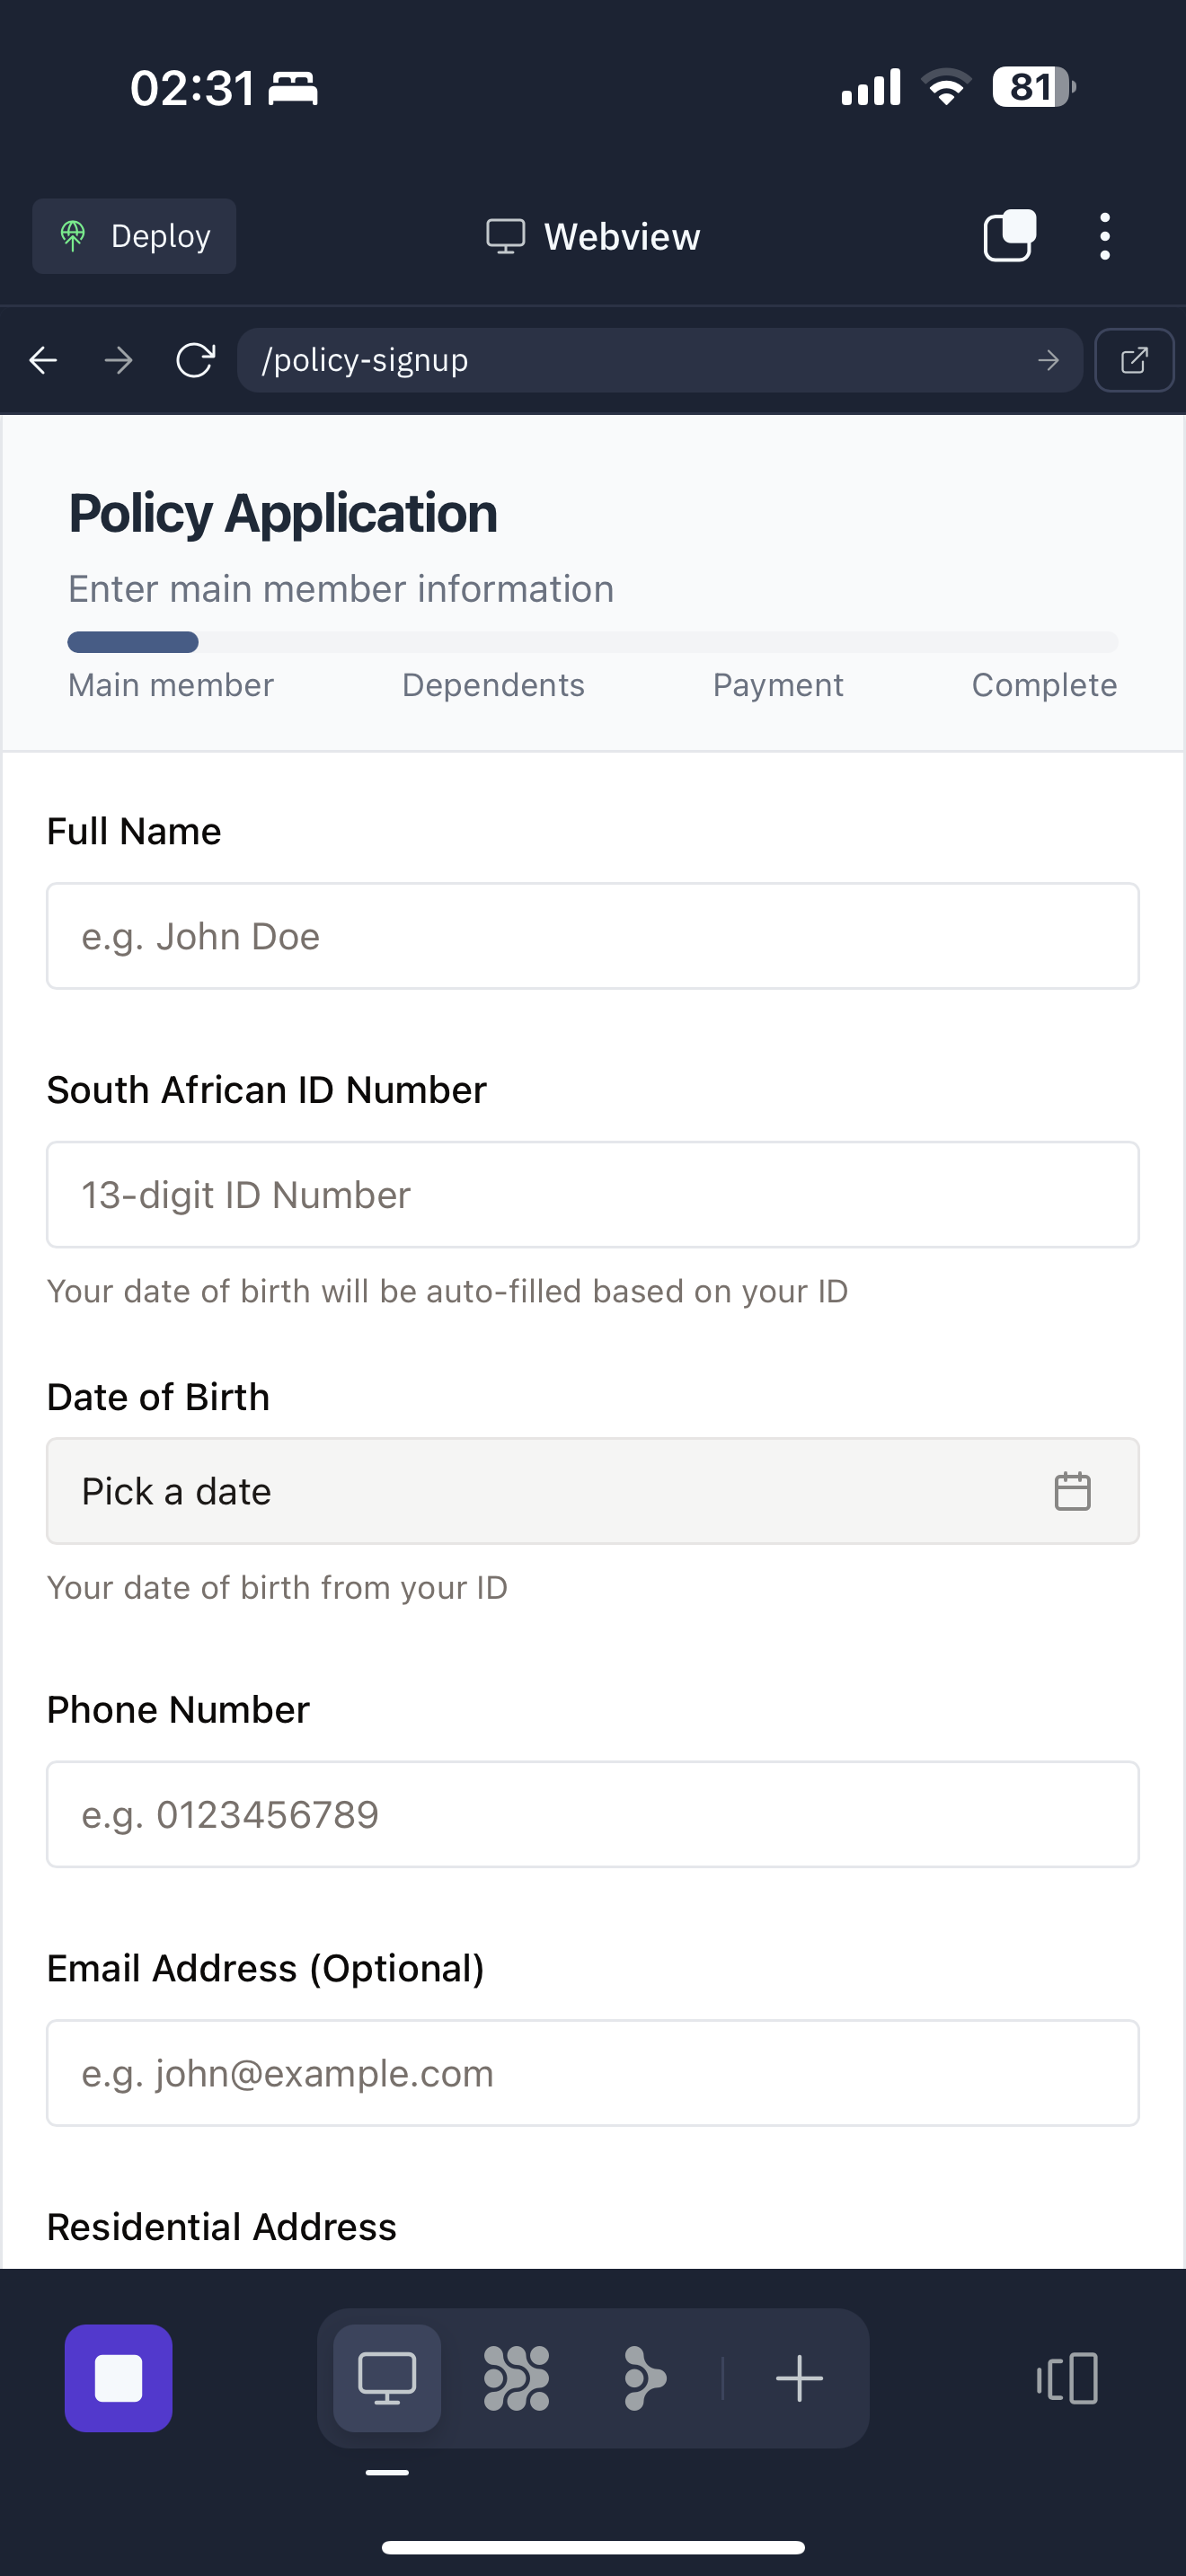 02:31
81
Deploy
Webview
/policy-signup
Policy Application
Enter main member information
Main member Dependents Payment Complete
Full Name
e.g. John Doe
South African ID Number
13-digit ID Number
Your date of birth will be auto-filled based on your ID
Date of Birth
Pick a date
Your date of birth from your ID
Phone Number
e.g. 0123456789
Email Address (Optional)
e.g. john@example.com
Residential Address